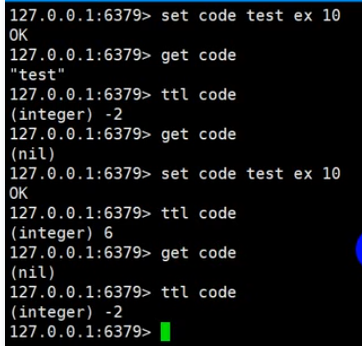 127.0.0.1:6379> set code test ex 10
OK
127.0.0.1:6379> get code
"test"
127.0.0.1:6379> ttl code
(integer) -2
127.0.0.1:6379> get code
(nil)
127.0.0.1:6379> set code test ex 10
OK
127.0.0.1:6379> ttl code
(integer) 6
127.0.0.1:6379> get code
(nil)
127.0.0.1:6379> ttl code
(integer) -2
127.0.0.1:6379>